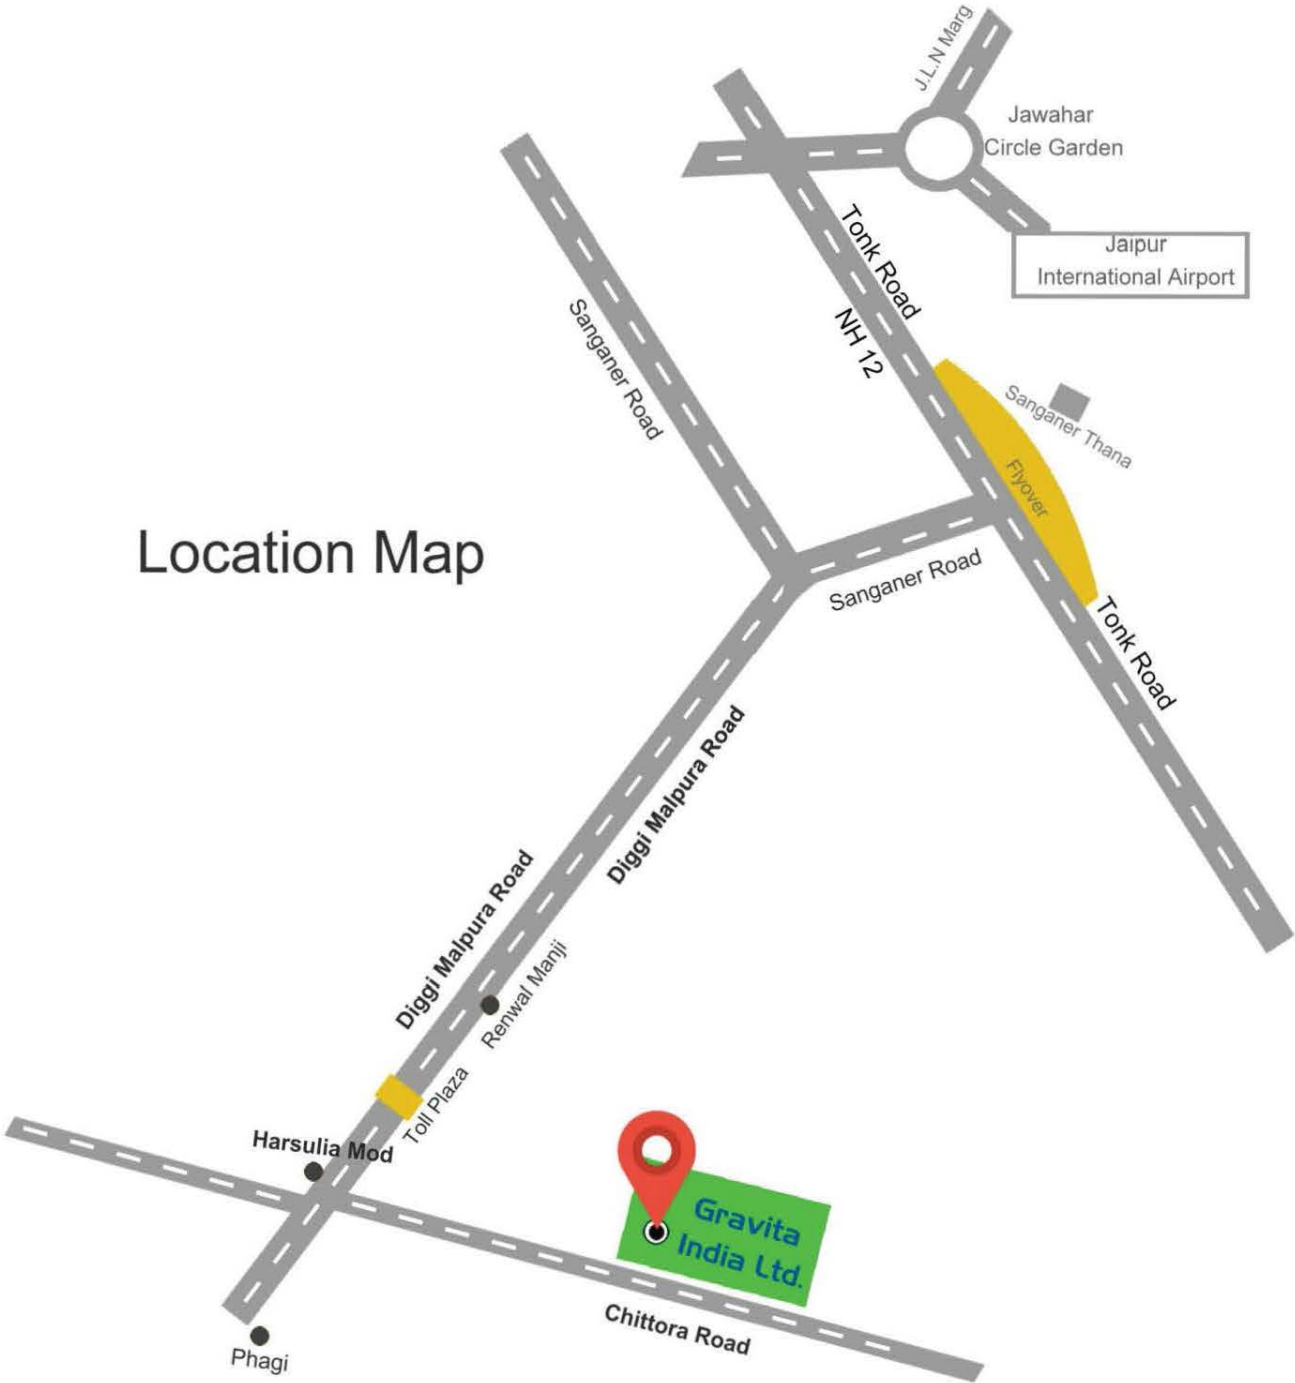 J.L.N Marg
Jawahar
Circle Garden
Tonk Road
Jaipur
International Airport
NH 12
Sanganer Road
Sanganer Thana
Flyover
Location Map
Sanganer Road
Tonk Road
Diggi Malpura Road
Diggi Malpura Road
Renwal Manji
Toll Plaza
Harsulia Mod
Gravita
India Ltd.
Chittora Road
Phagi